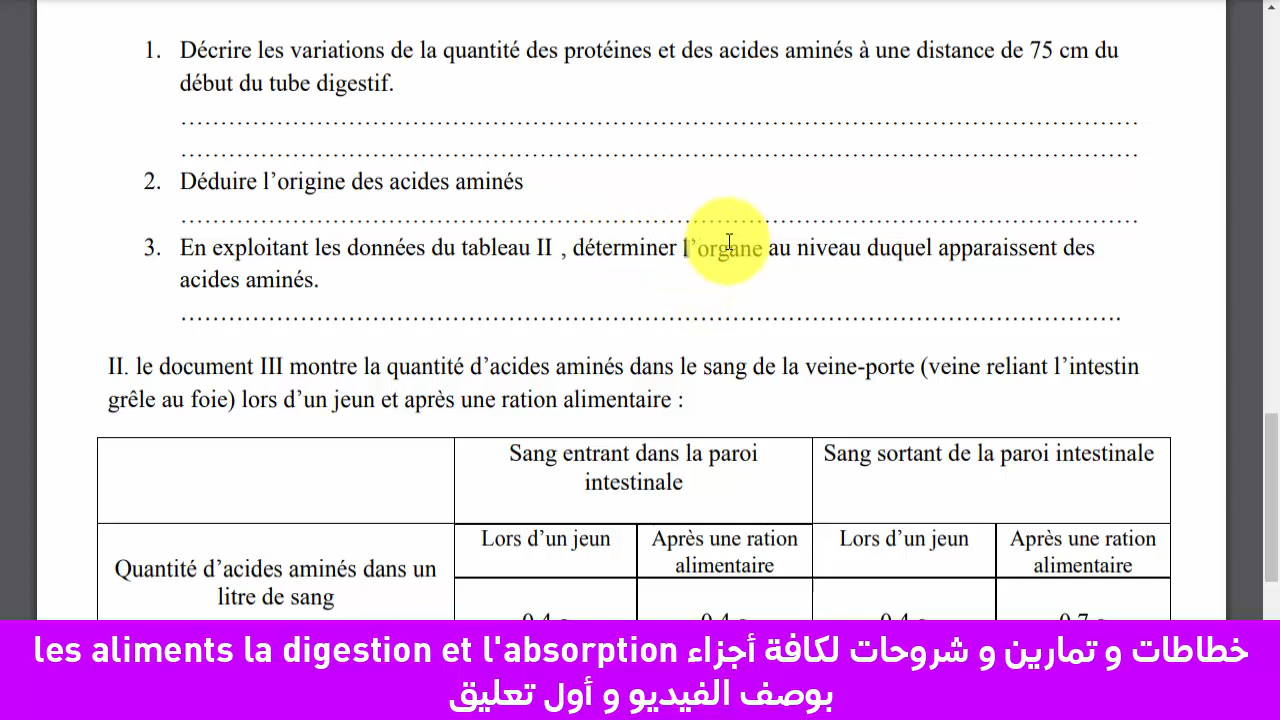 1. Décrire les variations de la quantité des protéines et des acides aminés à une distance de 75 cm du
début du tube digestif.
2. Déduire l'origine des acides aminés
3. En exploitant les données du tableau II , déterminer l'organe au niveau duquel apparaissent des
acides aminés.
II. le document III montre la quantité d'acides aminés dans le sang de la veine-porte (veine reliant l'intestin
grêle au foie) lors d'un jeun et après une ration alimentaire :
Sang entrant dans la paroi
intestinale
Sang sortant de la paroi intestinale
Quantité d'acides aminés dans un
litre de sang
Lors d'un jeun
Après une ration
alimentaire
Lors d'un jeun
Après une ration
alimentaire
خطاطات و تمارين و شروحات لكافة أجزاء les aliments la digestion et l'absorption
بوصف الفيديو و أول تعليق